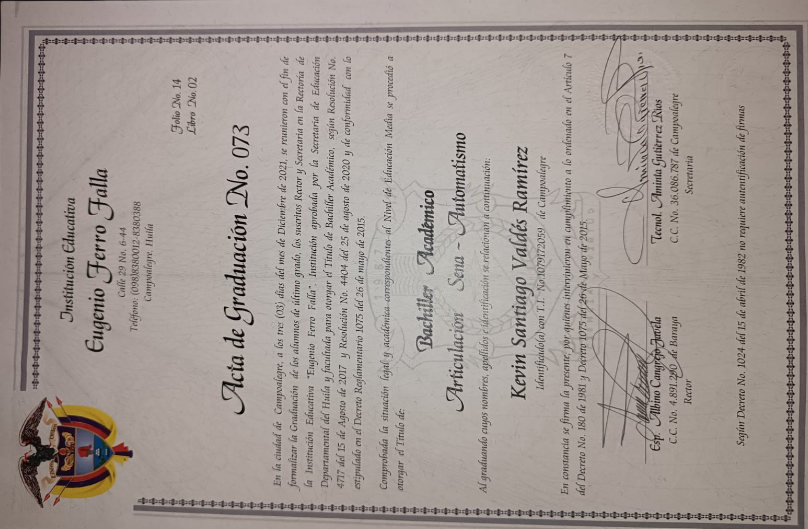 Institución Educativa
Eugenio Ferro Falla
Calle 29 No. 6-44
Teléfono: (098)8380012-8380388
Campoalegre, Huila
Folio No. 14
Libro No. 02
Acta de Graduación No. 073
En la ciudad de Campoalegre, a los tres (03) días del mes de Diciembre de 2021, se reunieron con el fin de
formalizar la Graduación de los alumnos de último grado, los suscritos Rector y Secretaria en la Rectoría de
la Institución Educativa "Eugenio Ferro Falla". Institución aprobada por la Secretaría de Educación
Departamental del Huila y facultada para otorgar el Título de Bachiller Académico, según Resolución No.
4717 del 15 de Agosto de 2017 y Resolución No. 4404 del 25 de agosto de 2020 y de conformidad con lo
estipulado en el Decreto Reglamentario 1075 del 26 de mayo de 2015.
Comprobada la situación legal y académica correspondientes al Nivel de Educación Media se procedió a
otorgar el Título de:
Bachiller Académico
Articulación Sena - Automatismo
Al graduando cuyos nombres, apellidos e identificación se relacionan a continuación:
Kevin Santiago Valdés Ramírez
Identificado(a) con T.I. No 1079172059 de Campoalegre
En constancia se firma la presente, por quienes intervinieron en cumplimiento a lo ordenado en el Artículo 7
del Decreto No. 180 de 1981 y Decreto 1075 del 26 de Mayo de 2015.
Esp. Albino Cangrejo Zarela
C.C. No. 4.891.290 de Baraya
Rector
Tecnol. Aminta Gutiérrez Rios
C.C. No. 36.086.787 de Campoalegre
Secretaria
Según Decreto No. 1024 del 15 de abril de 1982 no requiere autentificación de firmas